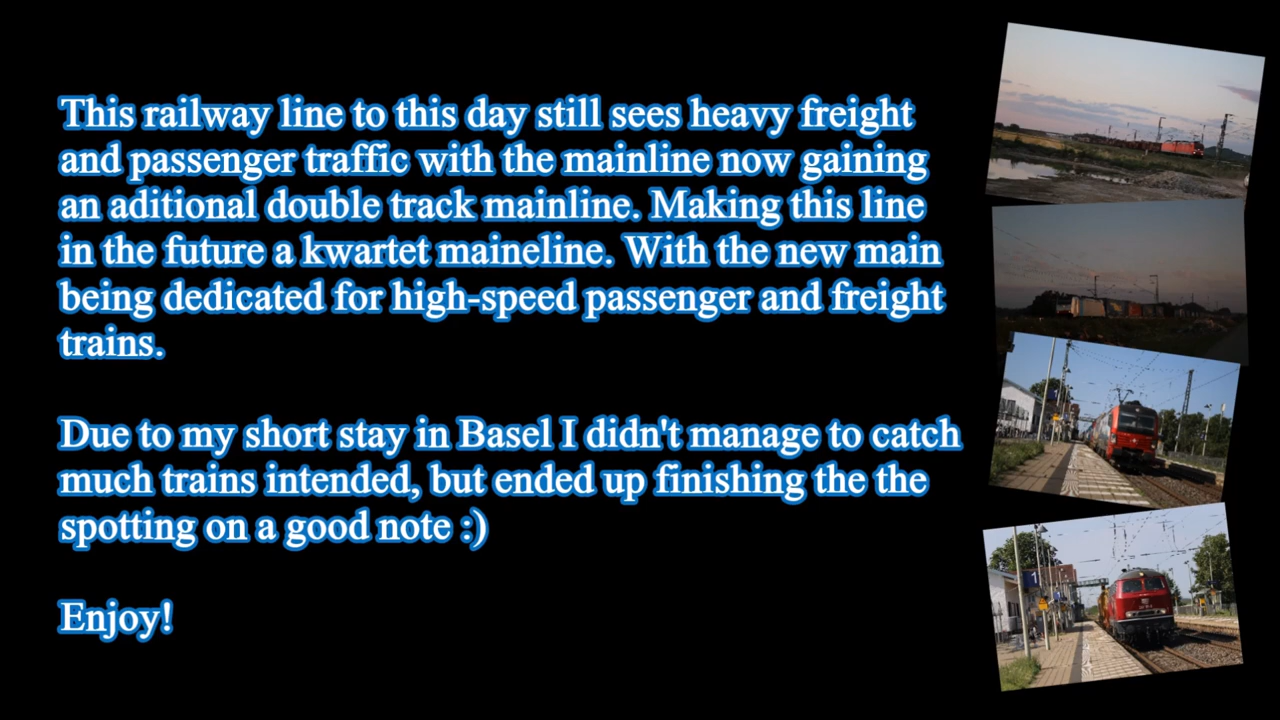 This railway line to this day still sees heavy freight
and passenger traffic with the mainline now gaining
an aditional double track mainline. Making this line
in the future a kwartet maineline. With the new main
being dedicated for high-speed passenger and freight
trains.
Due to my short stay in Basel I didn't manage to catch
much trains intended, but ended up finishing the the
spotting on a good note :)
Enjoy!
1